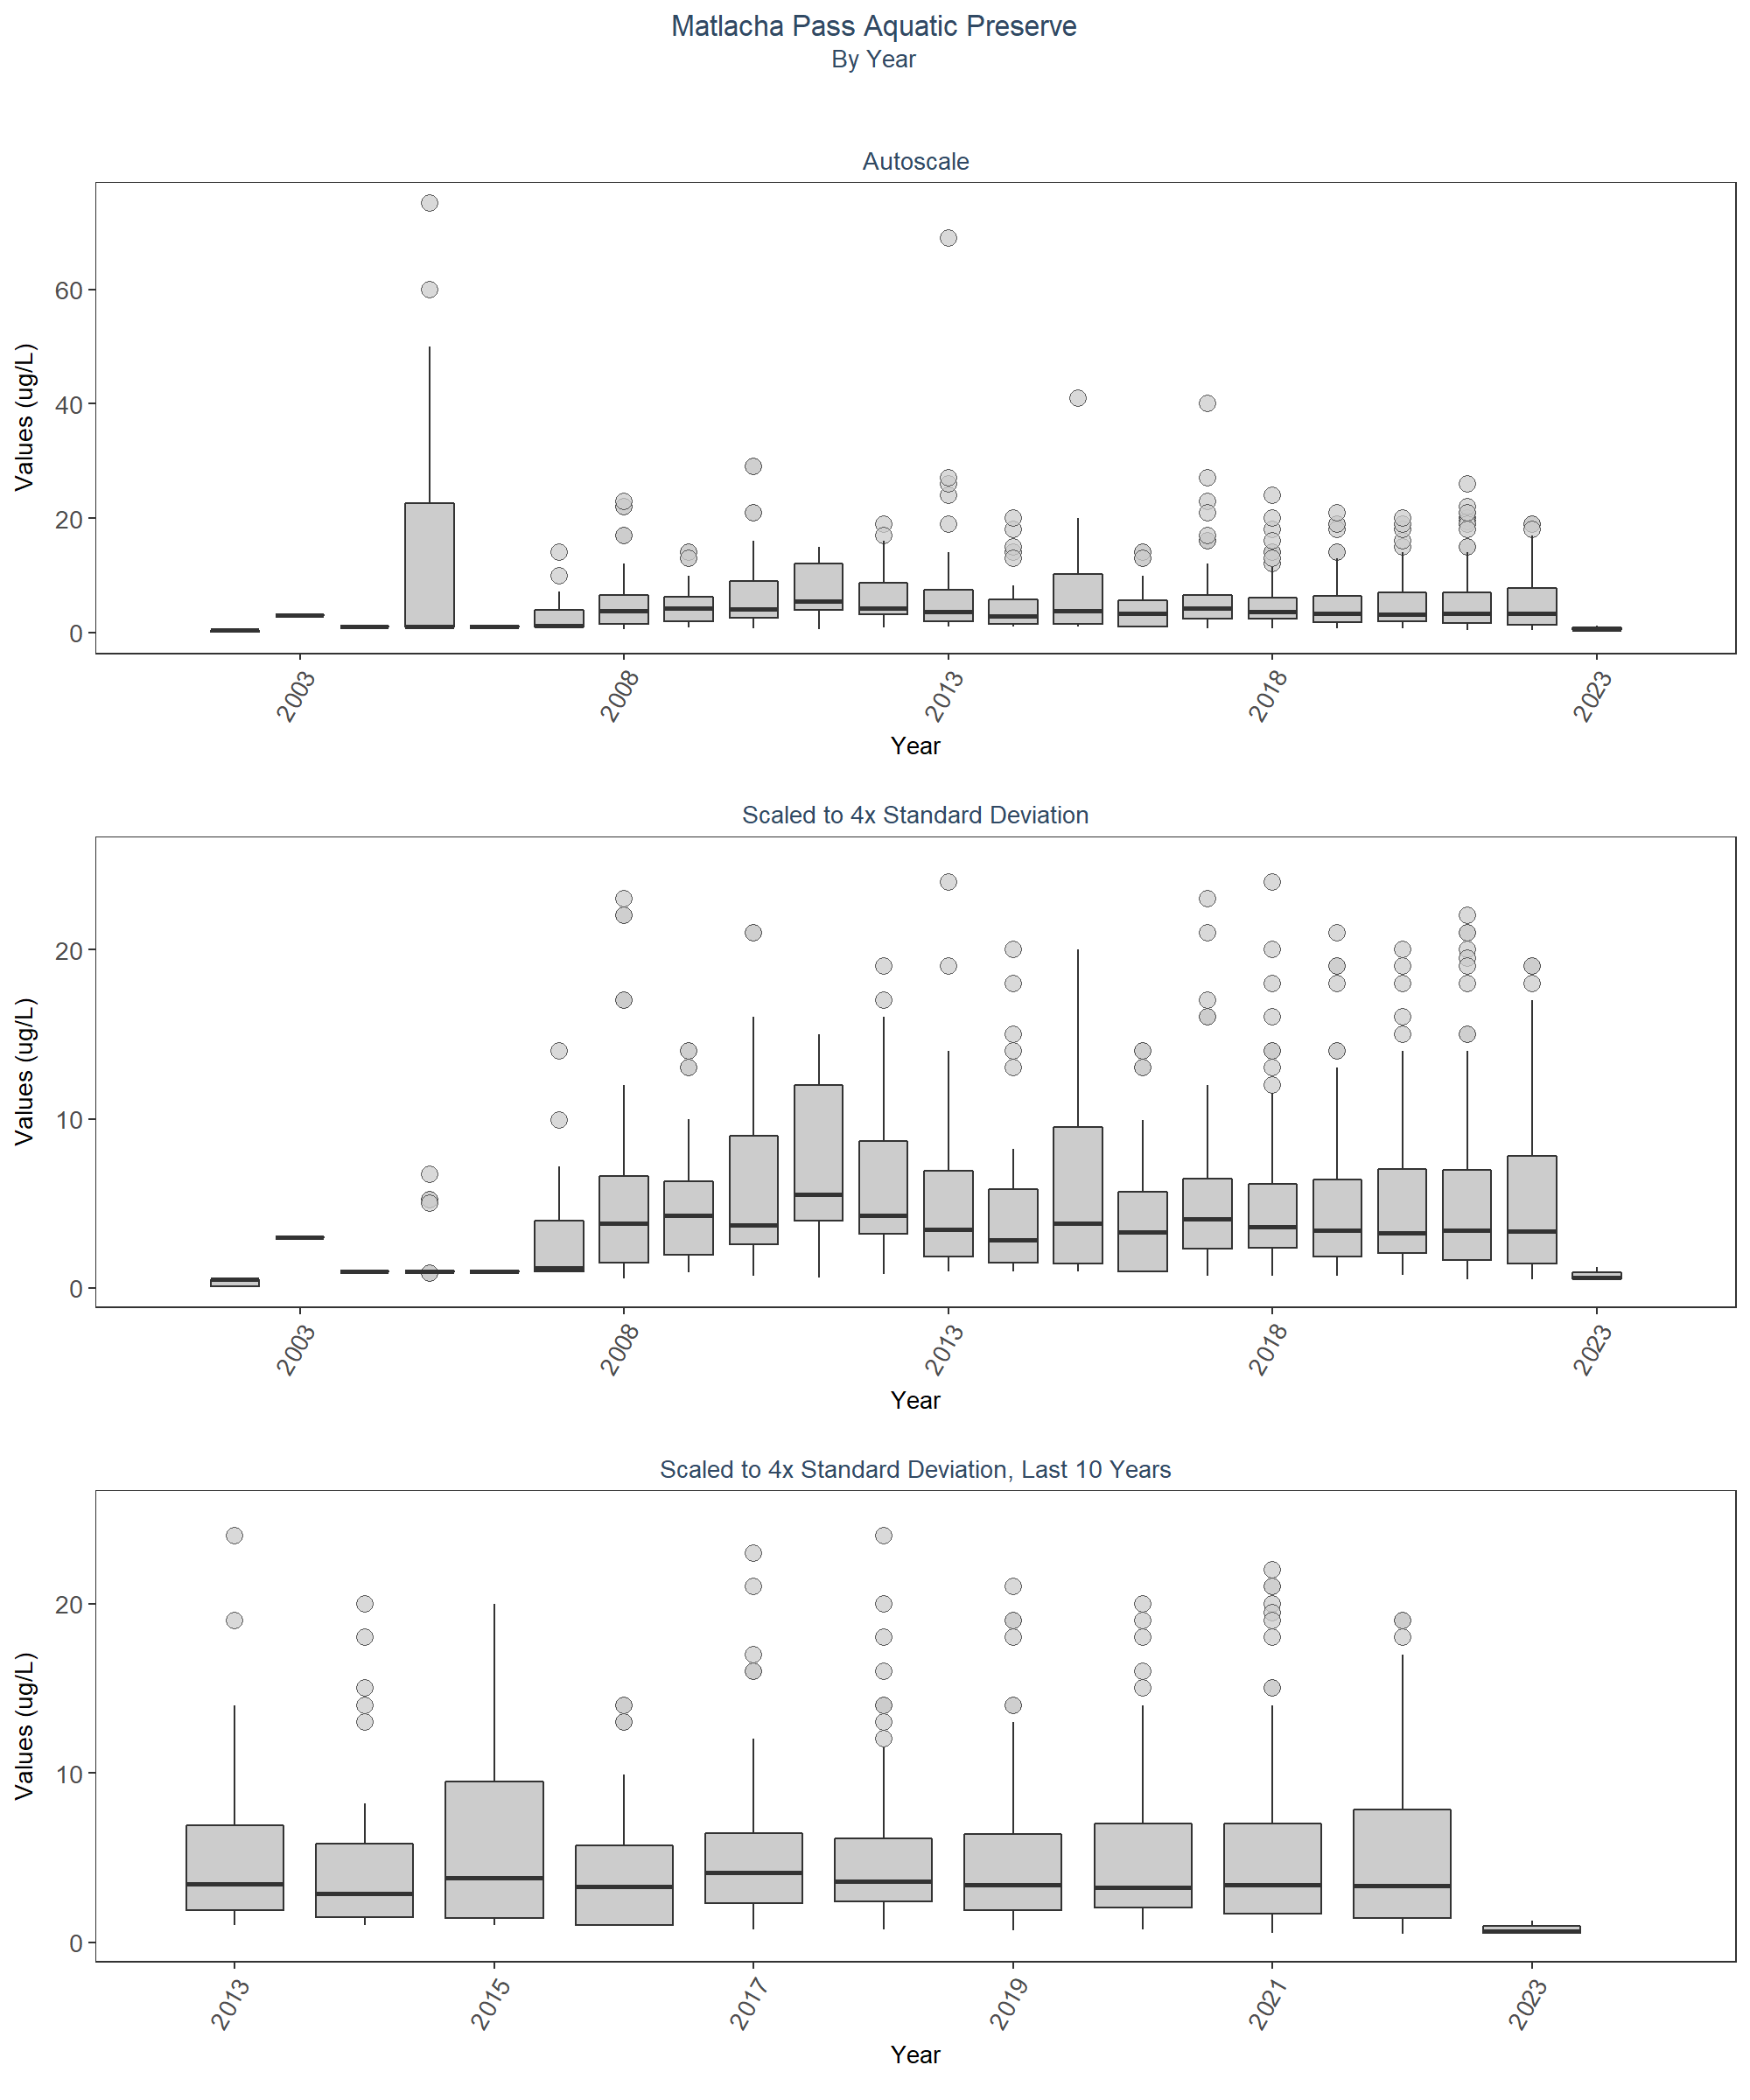 Matlacha Pass Aquatic Preserve
By Year
Autoscale
Values (ug/L)
60
40
20
0
2003
2008
2013
2018
2023
Year
Scaled to 4x Standard Deviation
Values (ug/L)
20
10
0
2003
2008
2013
2018
2023
Year
Scaled to 4x Standard Deviation, Last 10 Years
Values (ug/L)
20
10
0
2013
2015
2017
2019
2021
2023
Year